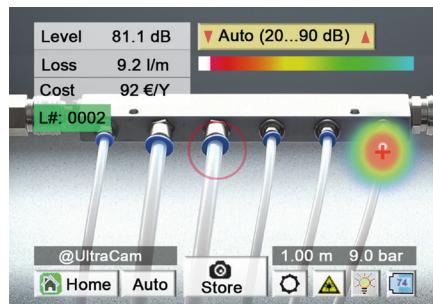 Level 81.1 dB
Auto (20...90 dB)
Loss 9.2 l/m
Cost 92 €/Y
L#: 0002
@UltraCam
1.00 m 9.0 bar
Home
Auto
Store
74